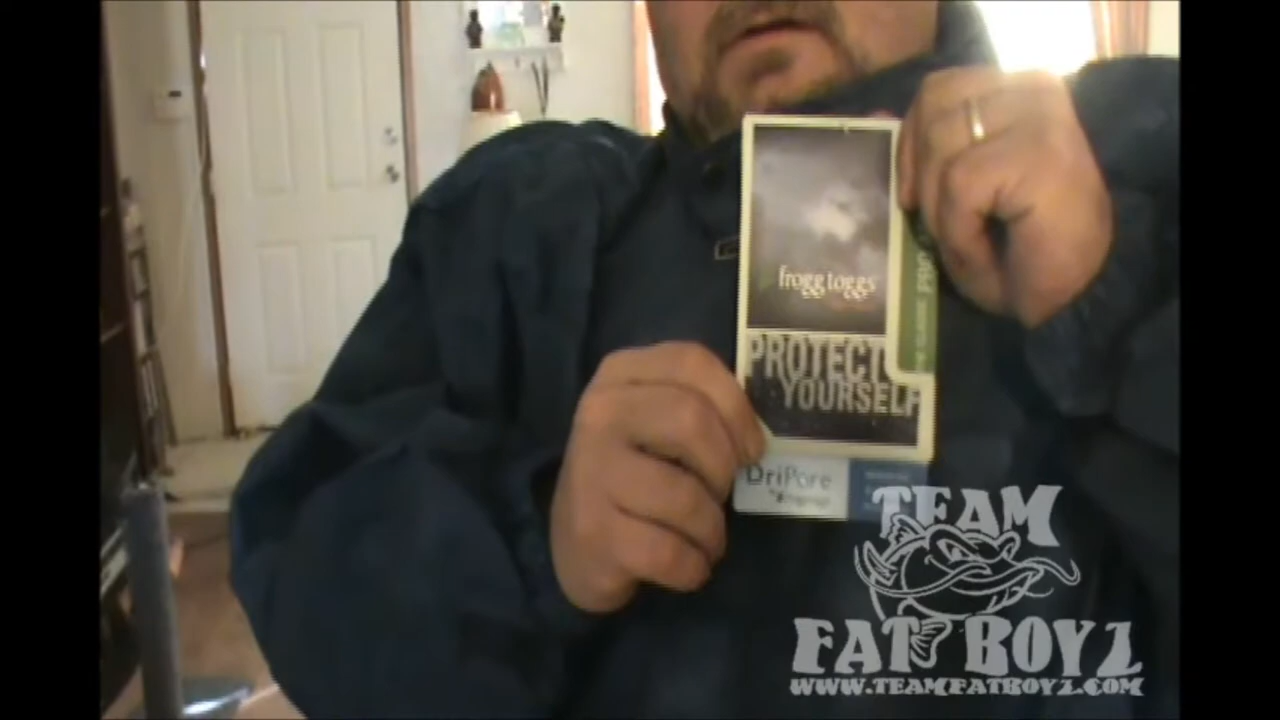 frogg toggs
PROTECT
YOURSELF
DriPore
TEAM
FAT BOYZ
WWW.TEAMFATBOYZ.COM